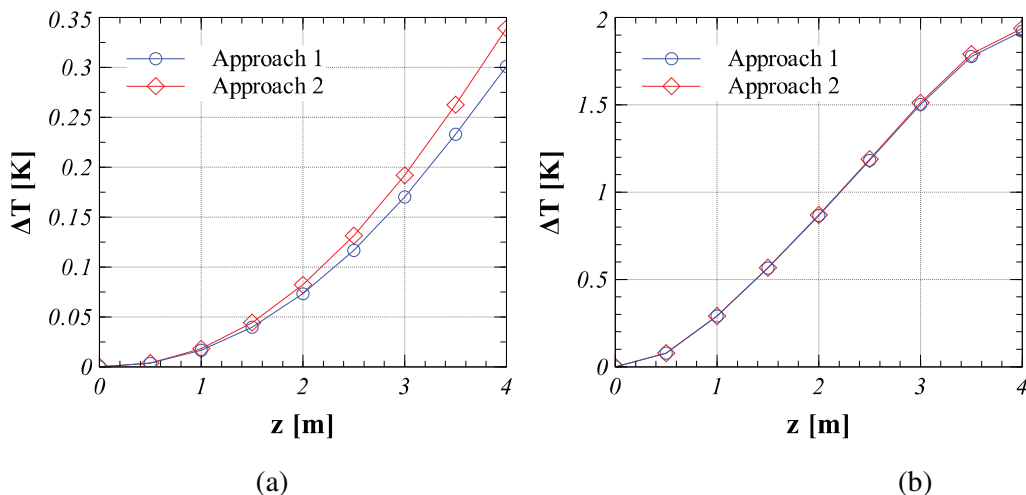 0.35
0.3
0.25
0.2
0.15
0.1
0.05
0
ΔT [K]
Approach 1
Approach 2
0 1 2 3 4
z [m]
(a)
2
1.5
1
0.5
0
ΔT [K]
Approach 1
Approach 2
0 1 2 3 4
z [m]
(b)